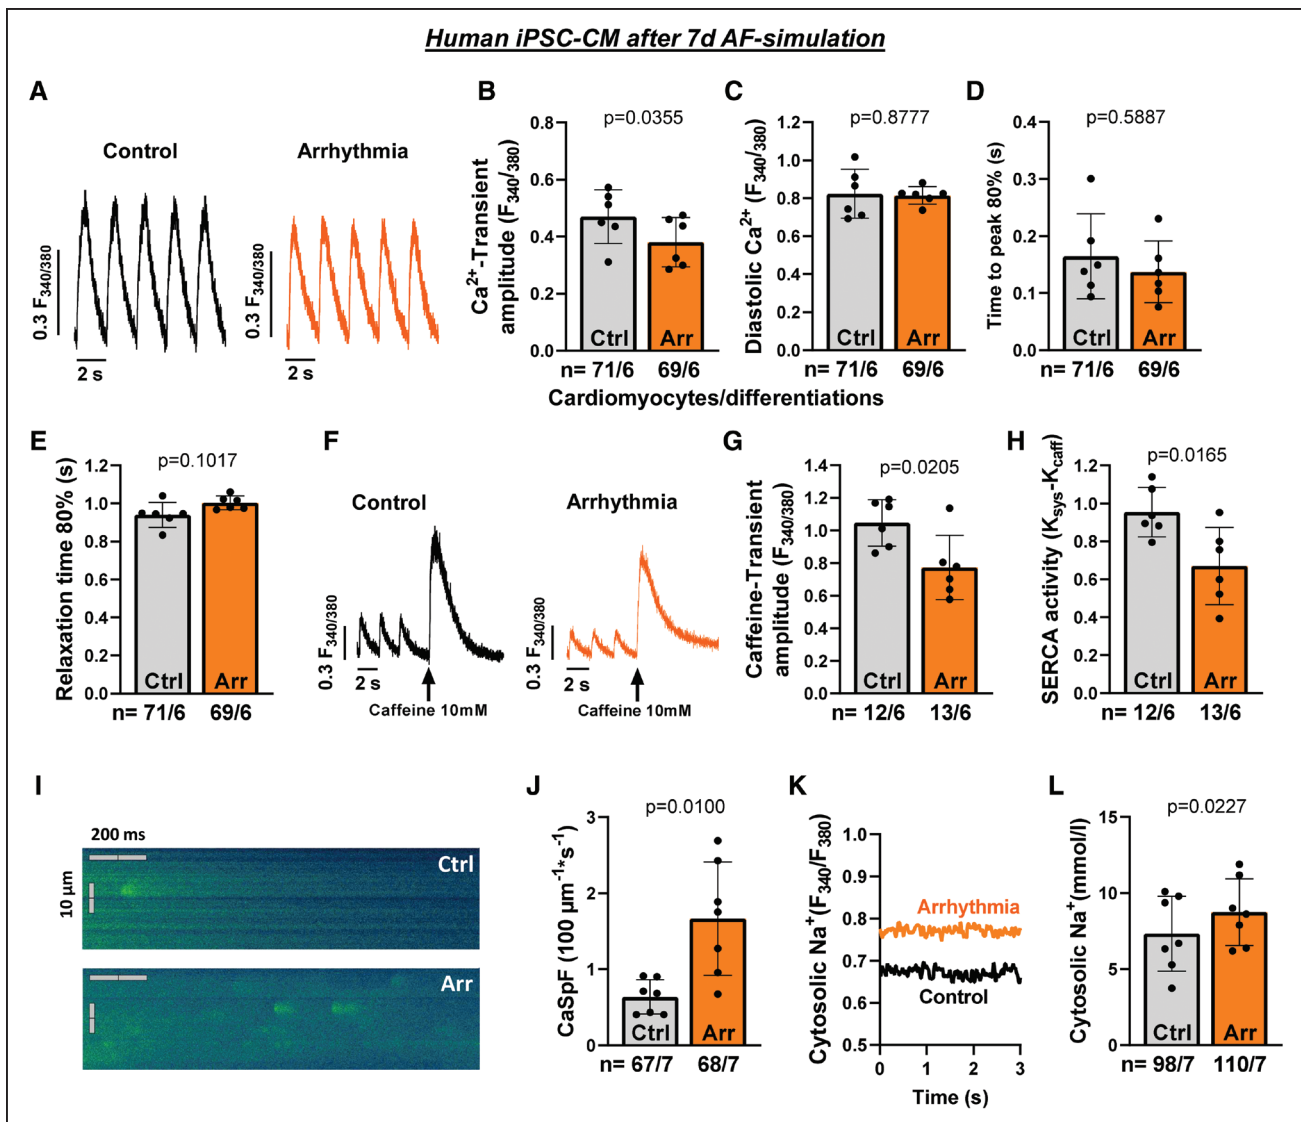 Human iPSC-CM after 7d AF-simulation
A
Control
Arrhythmia
0.3 F340/380
2 s
0.3 F340/380
2 s
B
p=0.0355
Ca2+-Transient
amplitude (F340/380)
0.8
0.6
0.4
0.2
0.0
Ctrl
Arr
n= 71/6
69/6
C
p=0.8777
Diastolic Ca2+ (F340/380)
1.2
1.0
0.8
0.6
0.4
0.2
0.0
Ctrl
Arr
n= 71/6
69/6
Cardiomyocytes/differentiations
D
p=0.5887
Time to peak 80% (s)
0.4
0.3
0.2
0.1
0.0
Ctrl
Arr
n= 71/6
69/6
E
p=0.1017
Relaxation time 80% (s)
1.2
1.0
0.8
0.6
0.4
0.2
0.0
Ctrl
Arr
n= 71/6
69/6
F
Control
Arrhythmia
0.3 F340/380
2 s
Caffeine 10mM
0.3 F340/380
2 s
Caffeine 10mM
G
p=0.0205
Caffeine-Transient
amplitude (F340/380)
1.4
1.2
1.0
0.8
0.6
0.4
0.2
0.0
Ctrl
Arr
n= 12/6
13/6
H
p=0.0165
SERCA activity (Ksys-Kcaff)
1.2
1.0
0.8
0.6
0.4
0.2
0.0
Ctrl
Arr
n= 12/6
13/6
I
200 ms
10 µm
Ctrl
Arr
J
p=0.0100
CaSpF (100 µm-1*s-1)
3
2
1
0
Ctrl
Arr
n= 67/7
68/7
K
Cytosolic Na+(F340/F380)
1.0
0.9
0.8
0.7
0.6
0.5
Arrhythmia
Control
0
1
2
3
Time (s)
L
p=0.0227
Cytosolic Na+(mmol/l)
15
10
5
0
Ctrl
Arr
n= 98/7
110/7